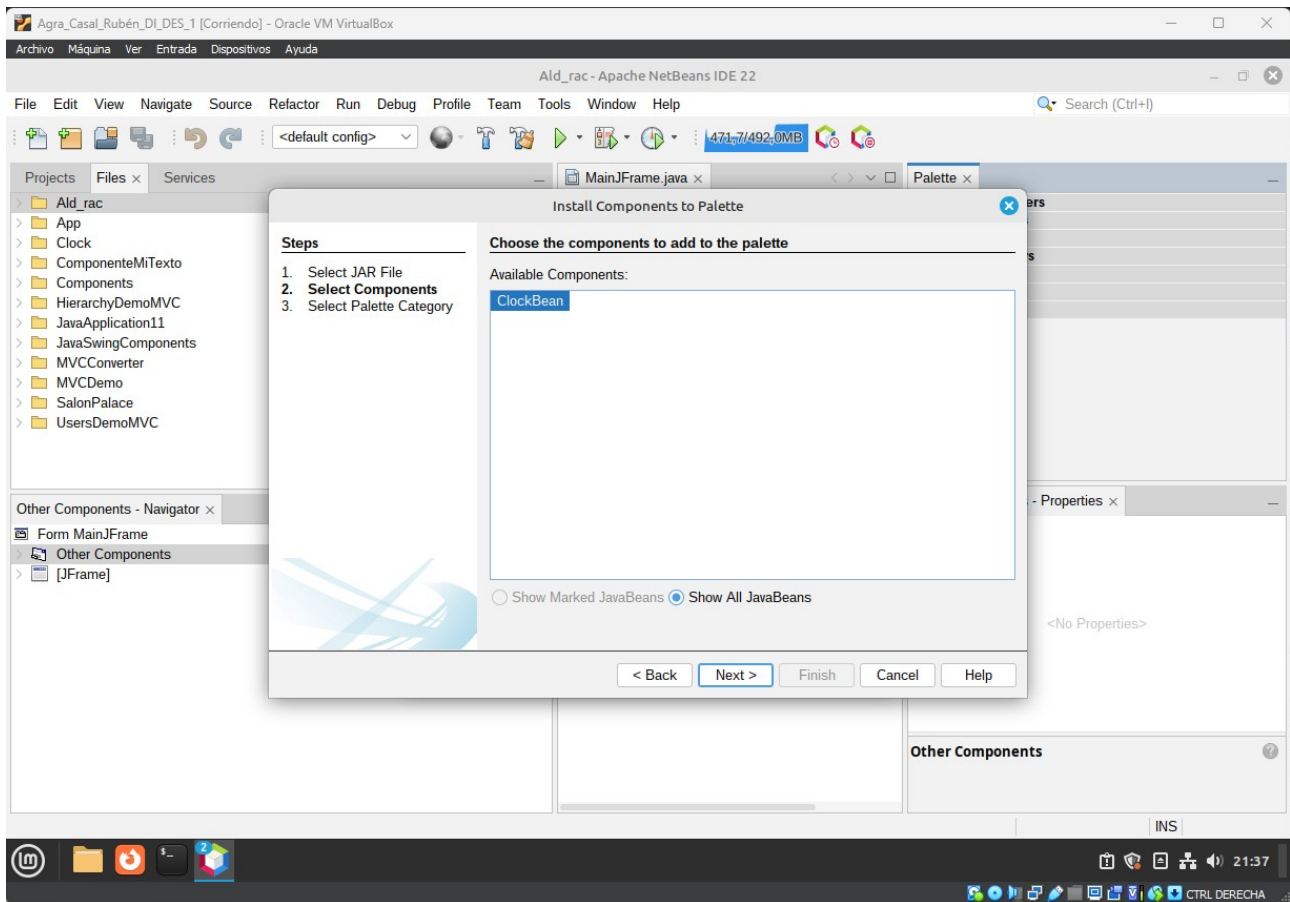 Agra_Casal_Rubén_DI_DES_1 [Corriendo] - Oracle VM VirtualBox
Archivo Máquina Ver Entrada Dispositivos Ayuda
Ald_rac - Apache NetBeans IDE 22
File Edit View Navigate Source Refactor Run Debug Profile Team Tools Window Help
Search (Ctrl+I)
<default config>
471,7/492,0MB
Projects Files Services
MainJFrame.java
Palette
Ald_rac
App
Clock
ComponenteMiTexto
Components
HierarchyDemoMVC
JavaApplication11
JavaSwingComponents
MVCConverter
MVCDemo
SalonPalace
UsersDemoMVC
Other Components - Navigator
Form MainJFrame
Other Components
[JFrame]
Install Components to Palette
Steps
1. Select JAR File
2. Select Components
3. Select Palette Category
Choose the components to add to the palette
Available Components:
ClockBean
Show Marked JavaBeans Show All JavaBeans
< Back Next > Finish Cancel Help
ers
s
- Properties
<No Properties>
Other Components
INS
2
21:37
CTRL DERECHA